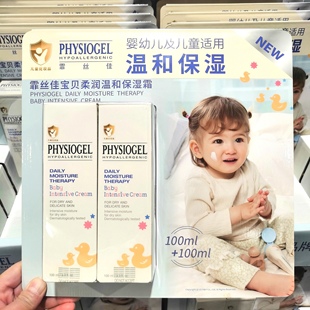 PHYSIOGEL
HYPOALLERGENIC
霏丝佳
婴幼儿及儿童适用
温和保湿
NEW
霏丝佳宝贝柔润温和保湿霜
PHYSIOGEL DAILY MOISTURE THERAPY
BABY INTENSIVE CREAM
PHYSIOGEL
HYPOALLERGENIC
DAILY
MOISTURE
THERAPY
Baby
Intensive Cream
FOR DRY AND
DELICATE SKIN
PHYSIOGEL
HYPOALLERGENIC
DAILY
MOISTURE
THERAPY
Baby
Intensive Cream
FOR DRY AND
DELICATE SKIN
100ml
+100ml